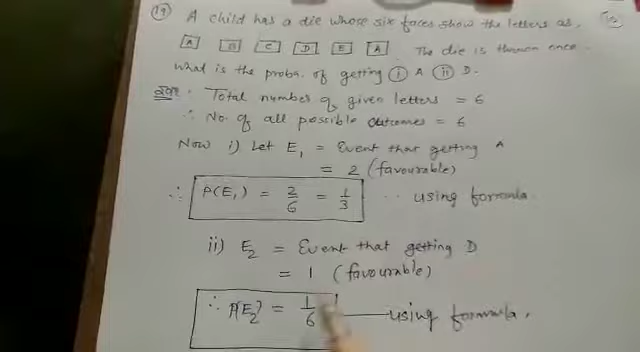 (19) A child has a die whose six faces show the letters as,
A B C D E A . The die is thrown once.
what is the proba. of getting (i) A (ii) D.
Total number of given letters = 6
∴ No. of all possible outcomes = 6
Now i) Let E₁ = Event that getting A
= 2 (favourable)
∴ P(E₁) = 2/6 = 1/3 ... using formula.
ii) E₂ = Event that getting D
= 1 (favourable)
∴ P(E₂) = 1/6 — using formula.